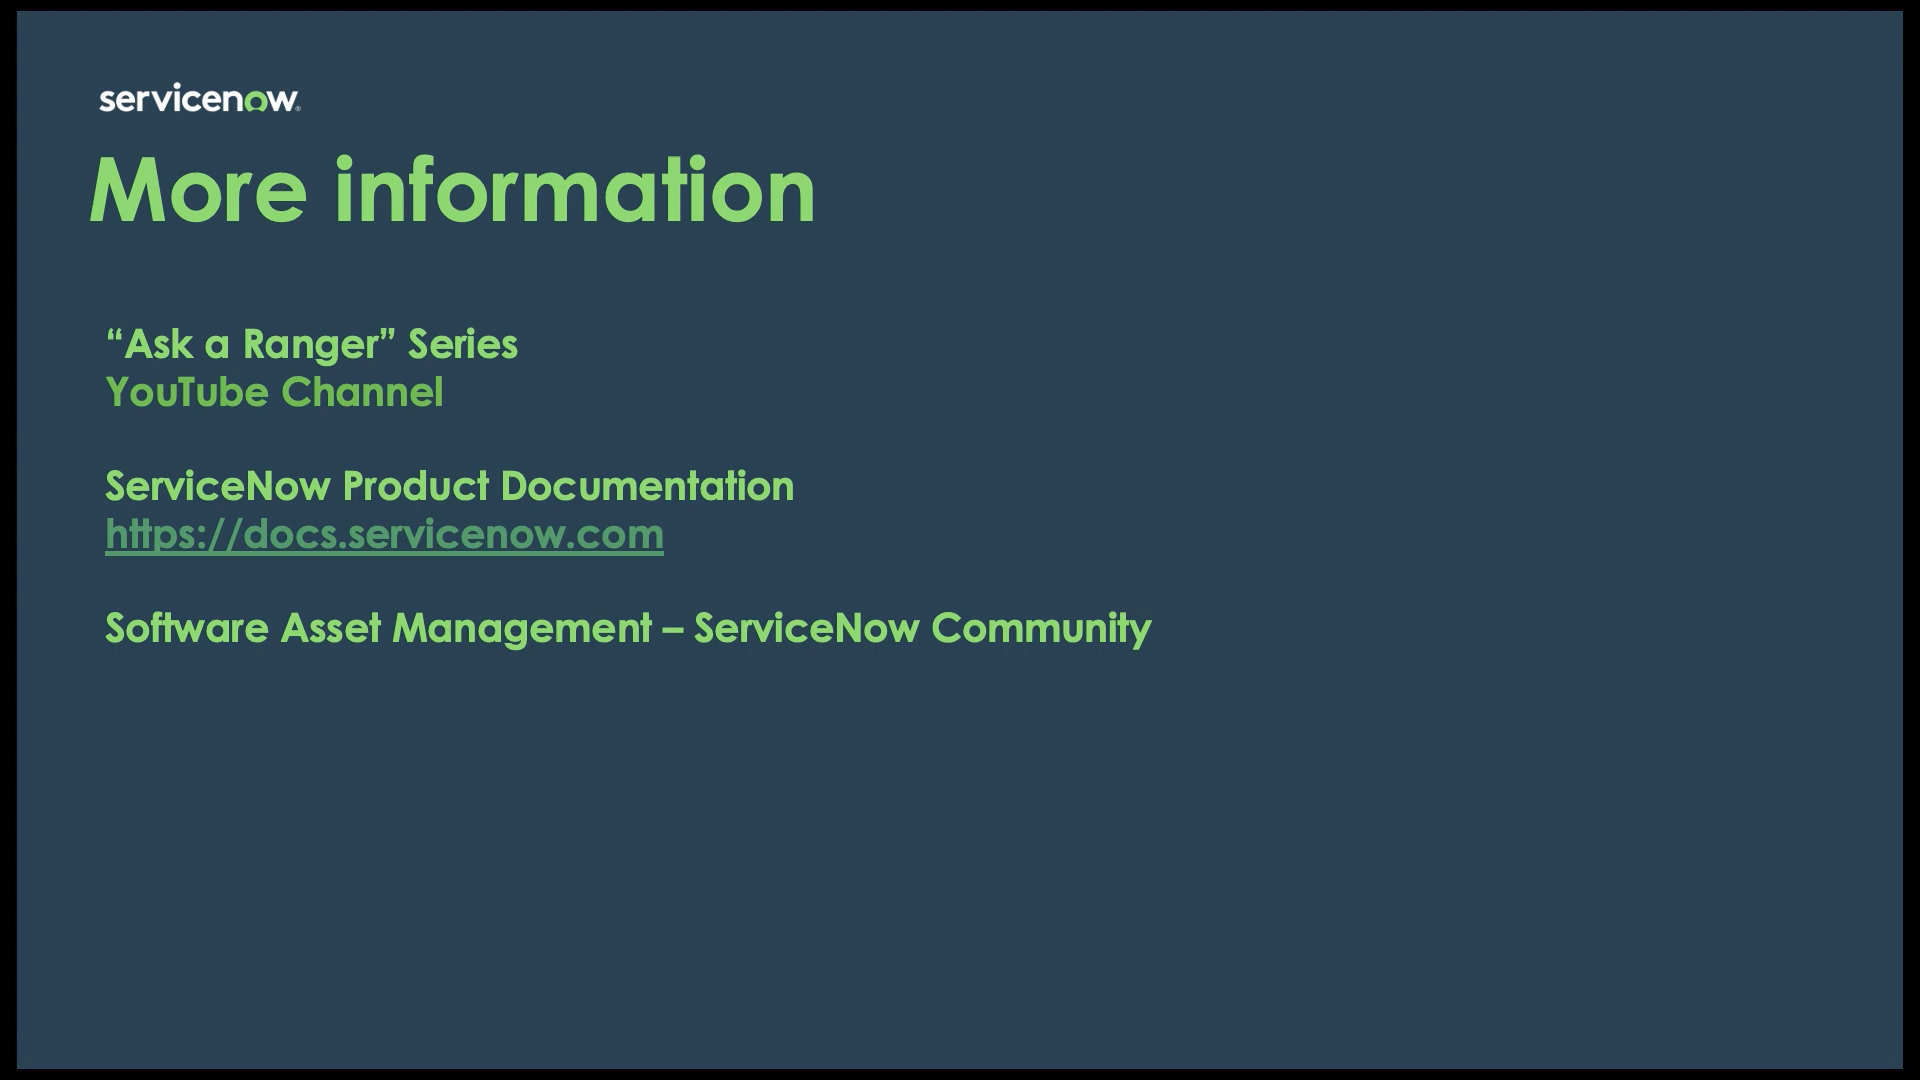 servicenow
More information
“Ask a Ranger” Series
YouTube Channel
ServiceNow Product Documentation
https://docs.servicenow.com
Software Asset Management – ServiceNow Community